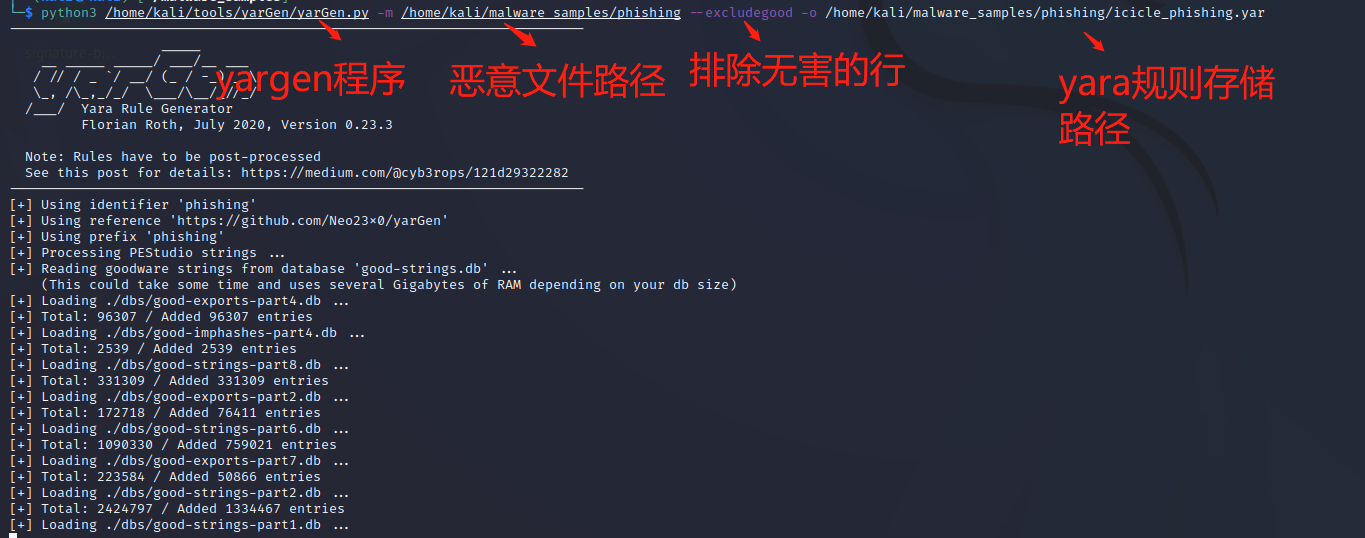 $ python3 /home/kali/tools/yarGen/yarGen.py -m /home/kali/malware_samples/phishing --excludegood -o /home/kali/malware_samples/phishing/icicle_phishing.yar
yargen程序
恶意文件路径
排除无害的行
yara规则存储
路径
Yara Rule Generator
Florian Roth, July 2020, Version 0.23.3
Note: Rules have to be post-processed
See this post for details: https://medium.com/@cyb3rops/121d29322282
[+] Using identifier 'phishing'
[+] Using reference 'https://github.com/Neo23×0/yarGen'
[+] Using prefix 'phishing'
[+] Processing PEStudio strings ...
[+] Reading goodware strings from database 'good-strings.db' ...
(This could take some time and uses several Gigabytes of RAM depending on your db size)
[+] Loading ./dbs/good-exports-part4.db ...
[+] Total: 96307 / Added 96307 entries
[+] Loading ./dbs/good-imphashes-part4.db ...
[+] Total: 2539 / Added 2539 entries
[+] Loading ./dbs/good-strings-part8.db ...
[+] Total: 331309 / Added 331309 entries
[+] Loading ./dbs/good-exports-part2.db ...
[+] Total: 172718 / Added 76411 entries
[+] Loading ./dbs/good-strings-part6.db ...
[+] Total: 1090330 / Added 759021 entries
[+] Loading ./dbs/good-exports-part7.db ...
[+] Total: 223584 / Added 50866 entries
[+] Loading ./dbs/good-strings-part2.db ...
[+] Total: 2424797 / Added 1334467 entries
[+] Loading ./dbs/good-strings-part1.db ...